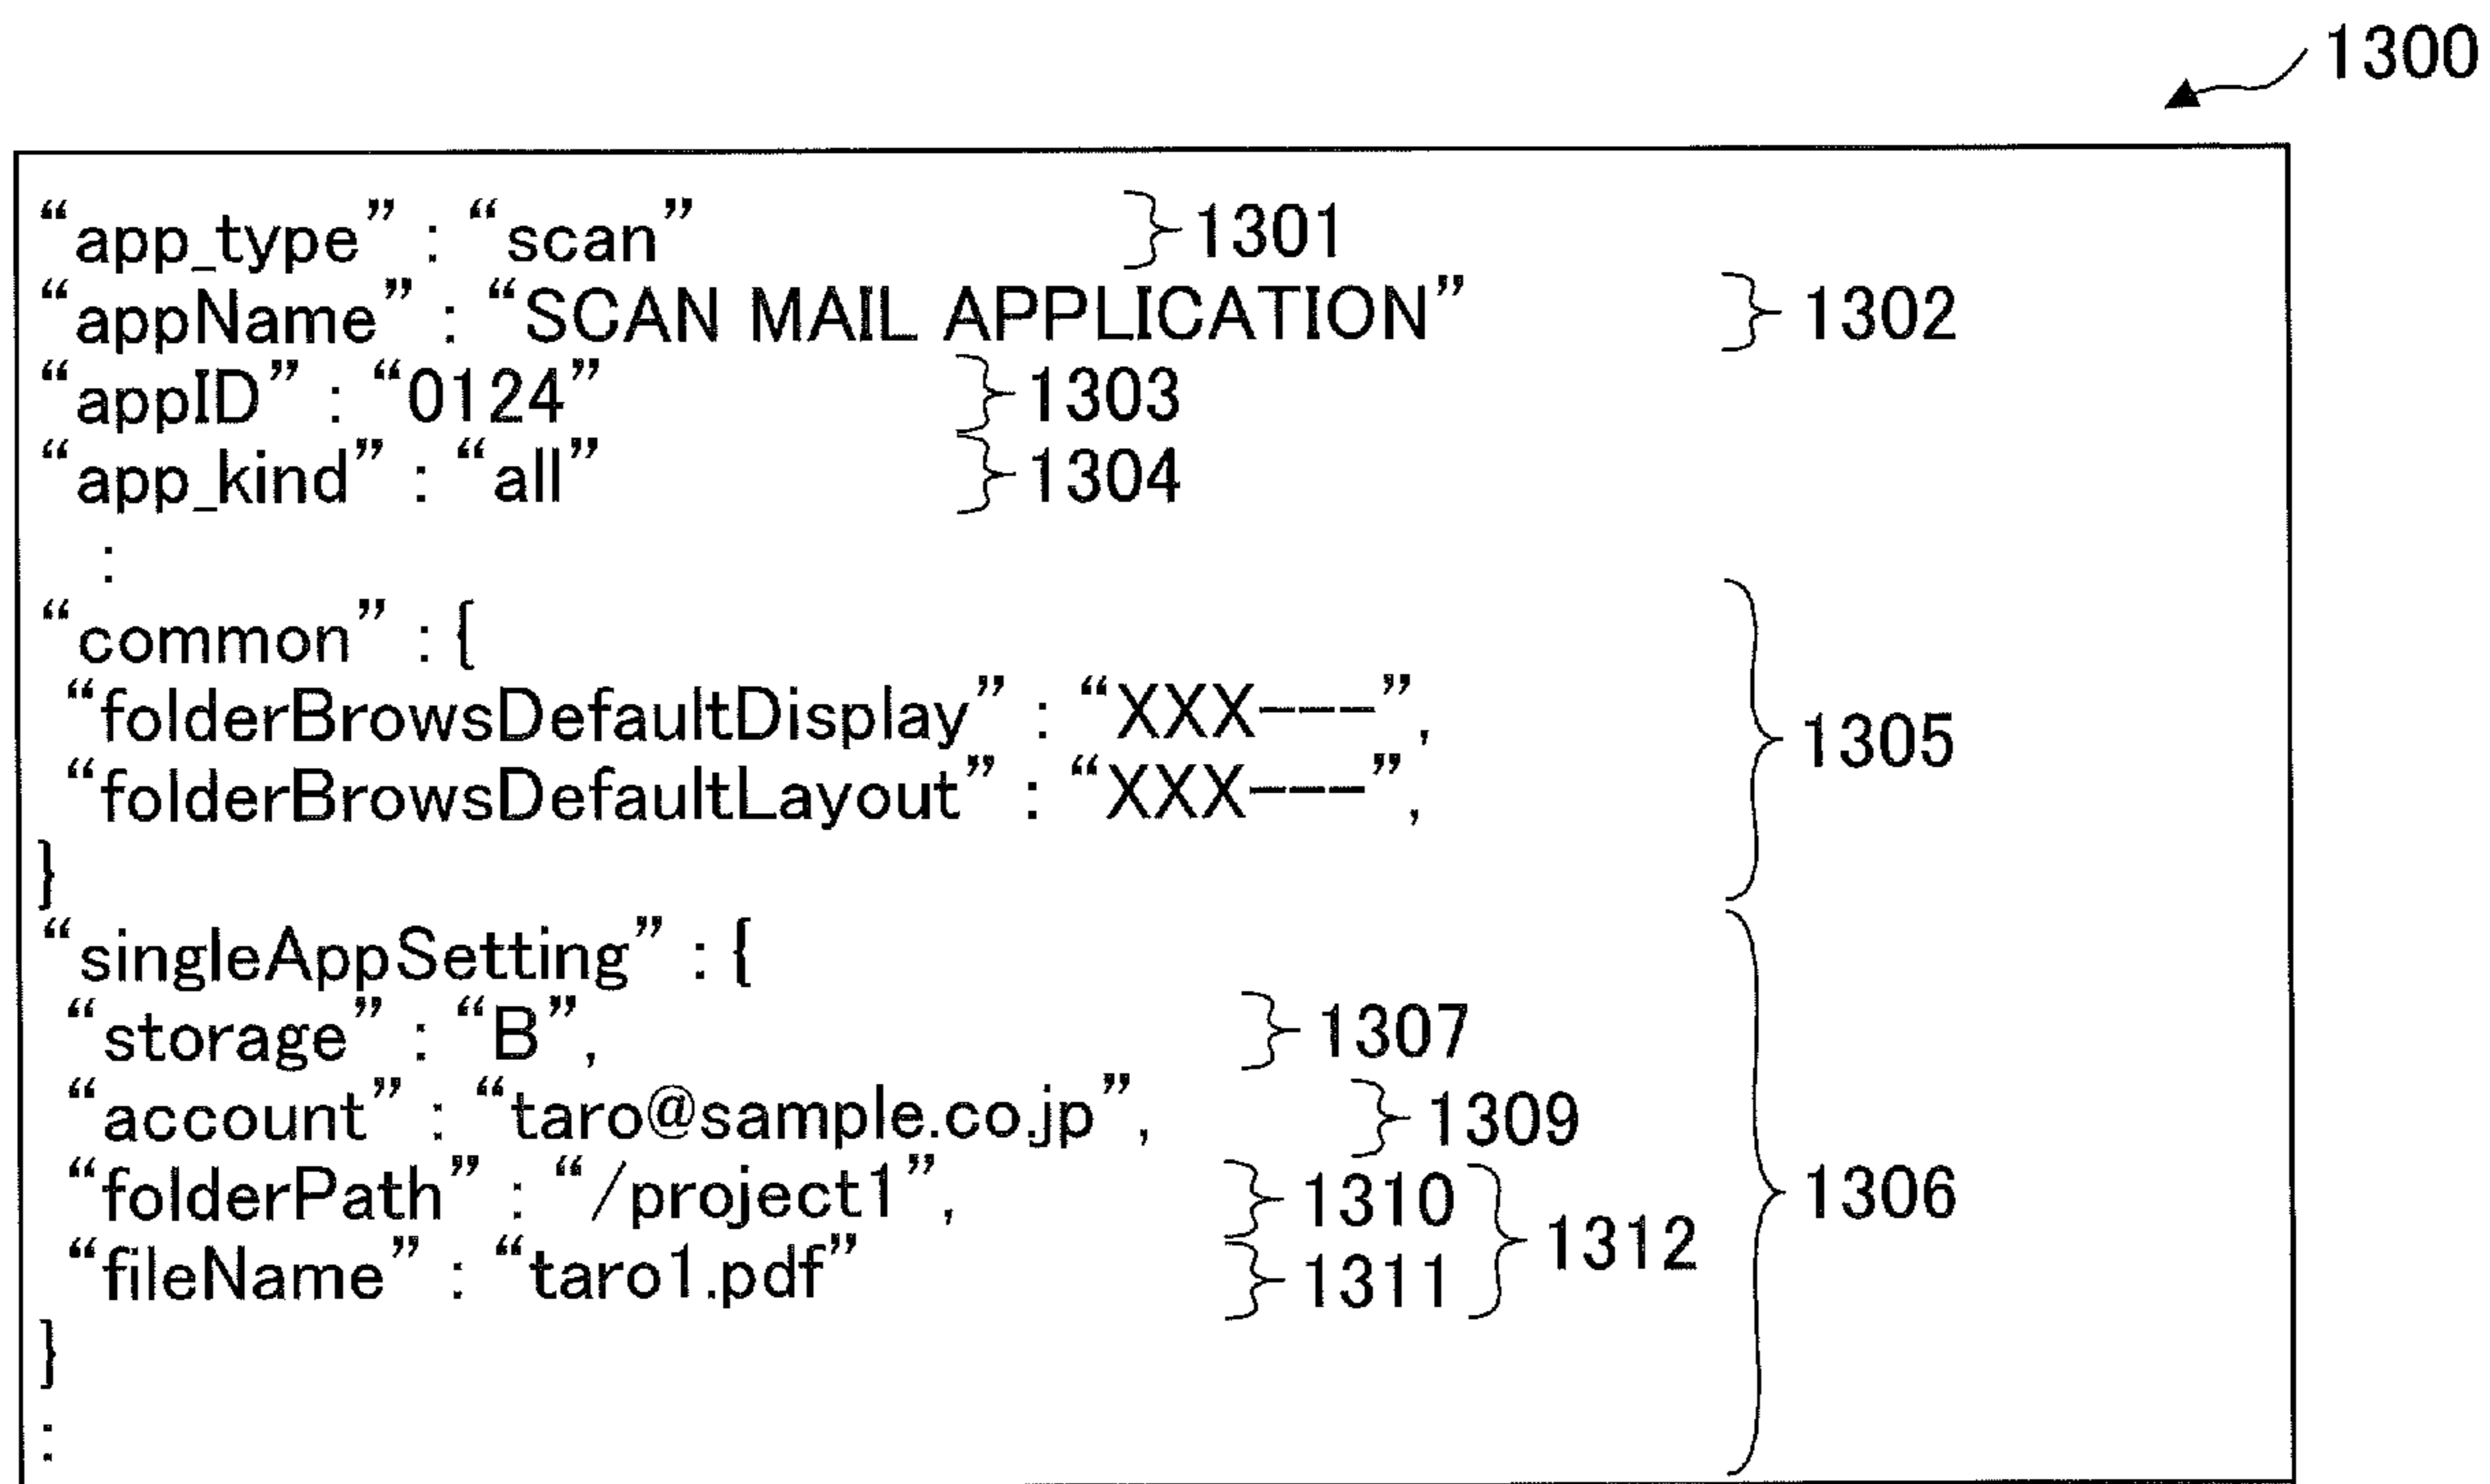 1300
“app_type” : “scan” 1301
“appName” : “SCAN MAIL APPLICATION” 1302
“appID” : “0124” 1303
“app_kind” : “all” 1304
:
“common” : {
“folderBrowsDefaultDisplay” : “XXX---”,
1305
“folderBrowsDefaultLayout” : “XXX---”,
}
“singleAppSetting” : {
“storage” : “B”, 1307
“account” : “taro@sample.co.jp”, 1309
“folderPath” : “/project1”, 1310 1306
1312
“fileName” : “taro1.pdf” 1311
}
: